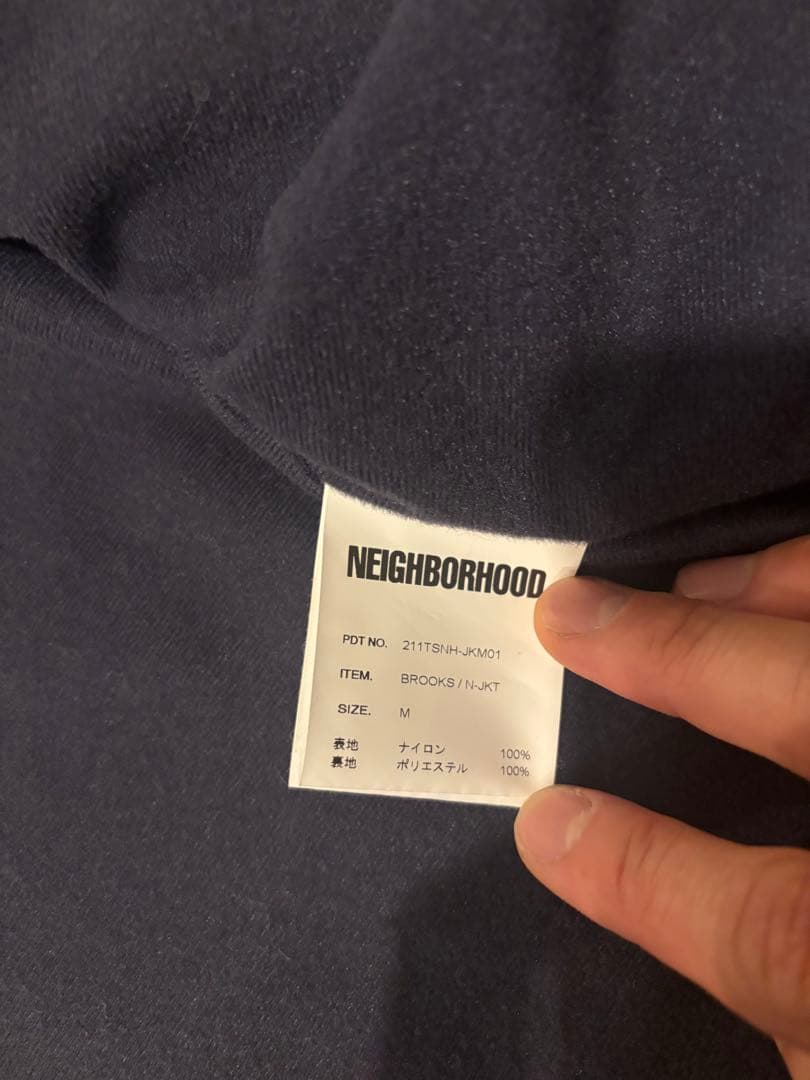 NEIGHBORHOOD
PDT NO. 211TSNH-JKM01
ITEM. BROOKS / N-JKT
SIZE. M
表地 ナイロン 100%
裏地 ポリエステル 100%